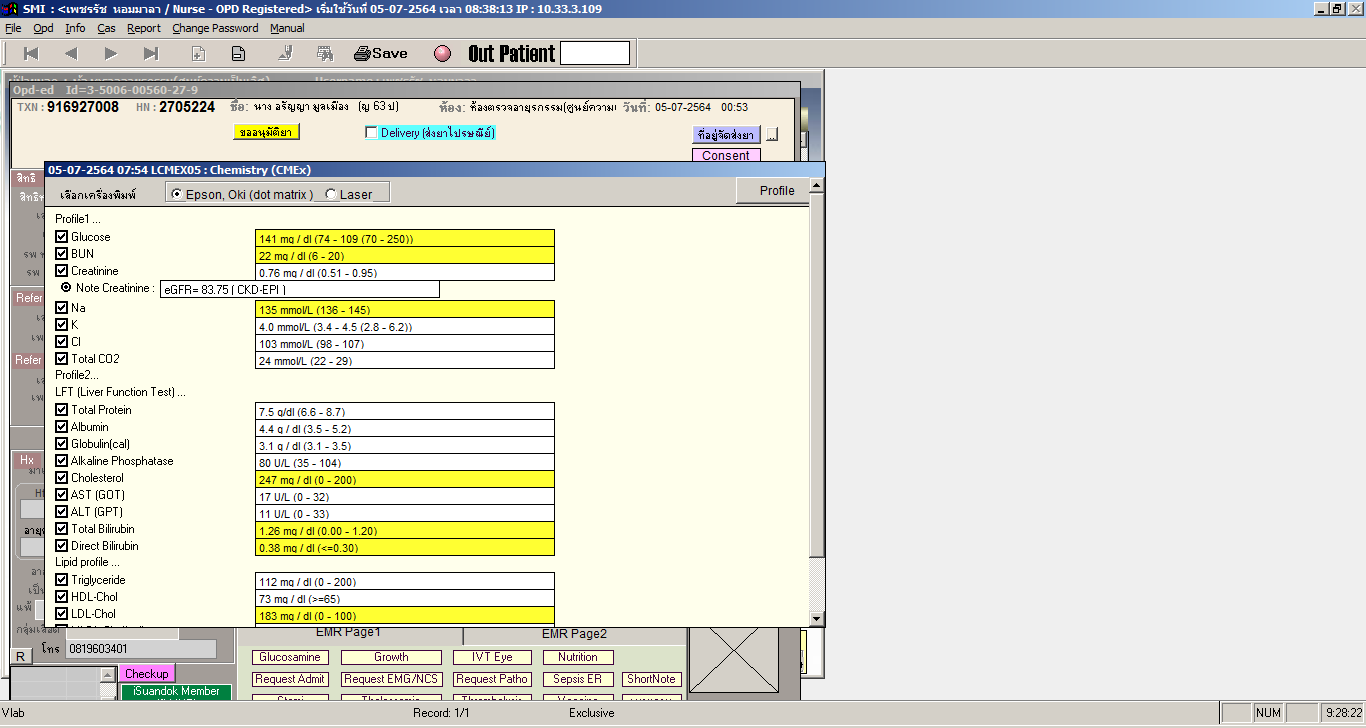 SMI : <เพชรรัช หอมมาลา / Nurse - OPD Registered> เริ่มใช้วันที่ 05-07-2564 เวลา 08:38:13 IP : 10.33.3.109
File Opd Info Cas Report Change Password Manual
Save Out Patient
Opd-ed Id=3-5006-00560-27-9
TXN : 916927008 HN : 2705224 ชื่อ: นาง อรัญญา มูลเมือง (ญ 63 ป) ห้อง: ห้องตรวจอายุรกรรม(ศูนย์ความเ วันที่: 05-07-2564 00:53
ขออนุมัติยา Delivery (ส่งยาไปรษณีย์) ที่อยู่จัดส่งยา ...
Consent
05-07-2564 07:54 LCMEX05 : Chemistry (CMEx)
สิทธิ
เลือกเครื่องพิมพ์ Epson, Oki (dot matrix ) Laser Profile
Profile1 ...
Glucose 141 mg / dl (74 - 109 (70 - 250))
BUN 22 mg / dl (6 - 20)
Creatinine 0.76 mg / dl (0.51 - 0.95)
Note Creatinine : eGFR= 83.75 ( CKD-EPI )
Refer
Na 135 mmol/L (136 - 145)
K 4.0 mmol/L (3.4 - 4.5 (2.8 - 6.2))
Cl 103 mmol/L (98 - 107)
Total CO2 24 mmol/L (22 - 29)
Refer
Profile2...
LFT (Liver Function Test) ...
Total Protein 7.5 g/dl (6.6 - 8.7)
Albumin 4.4 g / dl (3.5 - 5.2)
Globulin(cal) 3.1 g / dl (3.1 - 3.5)
Hx
Alkaline Phosphatase 80 U/L (35 - 104)
Cholesterol 247 mg / dl (0 - 200)
AST (GOT) 17 U/L (0 - 32)
ALT (GPT) 11 U/L (0 - 33)
Total Bilirubin 1.26 mg / dl (0.00 - 1.20)
Direct Bilirubin 0.38 mg / dl (<=0.30)
Lipid profile ...
Triglyceride 112 mg / dl (0 - 200)
HDL-Chol 73 mg / dl (>=65)
LDL-Chol 183 mg / dl (0 - 100)
กลุ่มเลือด
EMR Page1 EMR Page2
โทร 0819603401
R
Glucosamine Growth IVT Eye Nutrition
Checkup
Request Admit Request EMG/NCS Request Patho Sepsis ER ShortNote
iSuandok Member
Vlab Record: 1/1 Exclusive NUM 9:28:22